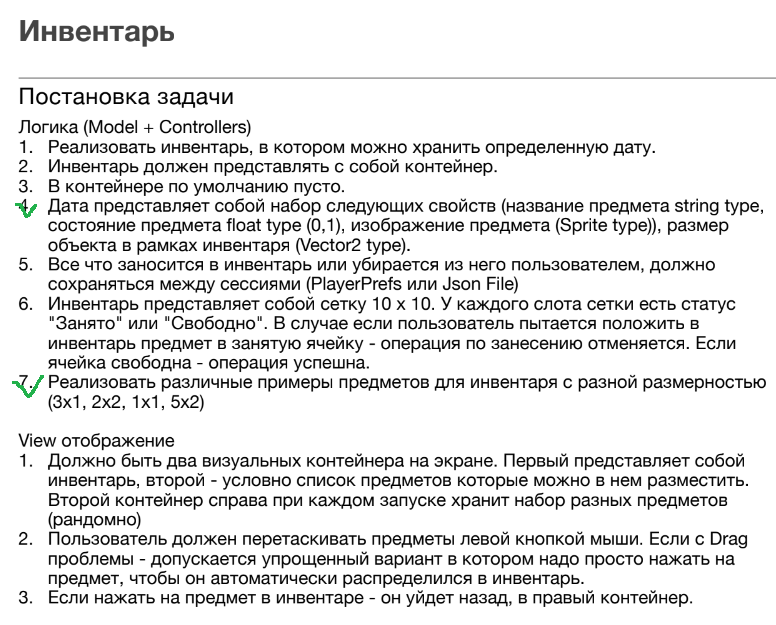 Инвентарь
Постановка задачи
Логика (Model + Controllers)
1. Реализовать инвентарь, в котором можно хранить определенную дату.
2. Инвентарь должен представлять с собой контейнер.
3. В контейнере по умолчанию пусто.
4. Дата представляет собой набор следующих свойств (название предмета string type,
состояние предмета float type (0,1), изображение предмета (Sprite type)), размер
объекта в рамках инвентаря (Vector2 type).
5. Все что заносится в инвентарь или убирается из него пользователем, должно
сохраняться между сессиями (PlayerPrefs или Json File)
6. Инвентарь представляет собой сетку 10 x 10. У каждого слота сетки есть статус
"Занято" или "Свободно". В случае если пользователь пытается положить в
инвентарь предмет в занятую ячейку - операция по занесению отменяется. Если
ячейка свободна - операция успешна.
7. Реализовать различные примеры предметов для инвентаря с разной размерностью
(3x1, 2x2, 1x1, 5x2)
View отображение
1. Должно быть два визуальных контейнера на экране. Первый представляет собой
инвентарь, второй - условно список предметов которые можно в нем разместить.
Второй контейнер справа при каждом запуске хранит набор разных предметов
(рандомно)
2. Пользователь должен перетаскивать предметы левой кнопкой мыши. Если с Drag
проблемы - допускается упрощенный вариант в котором надо просто нажать на
предмет, чтобы он автоматически распределился в инвентарь.
3. Если нажать на предмет в инвентаре - он уйдет назад, в правый контейнер.